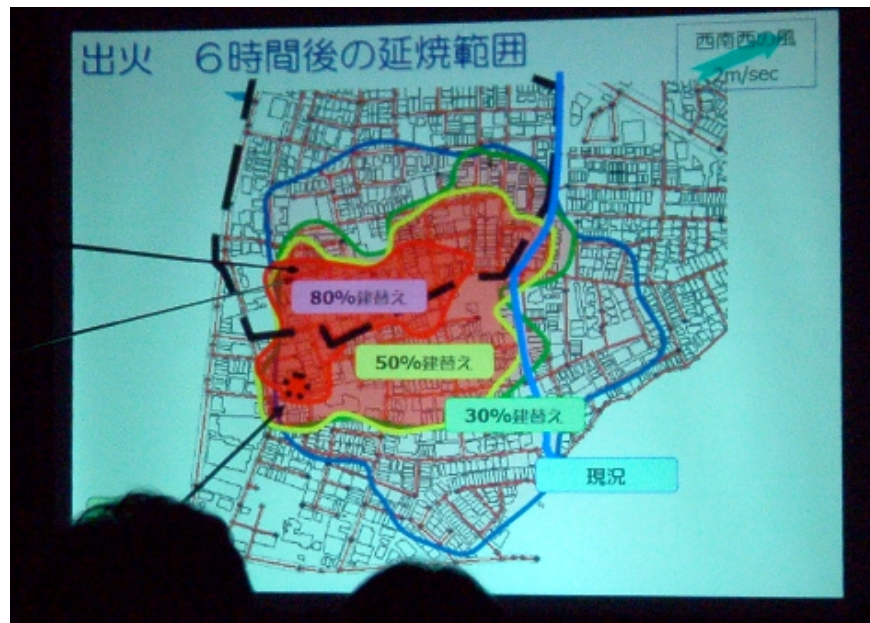 出火 6時間後の延焼範囲
西南西の風
2m/sec
80%建替え
50%建替え
30%建替え
現況